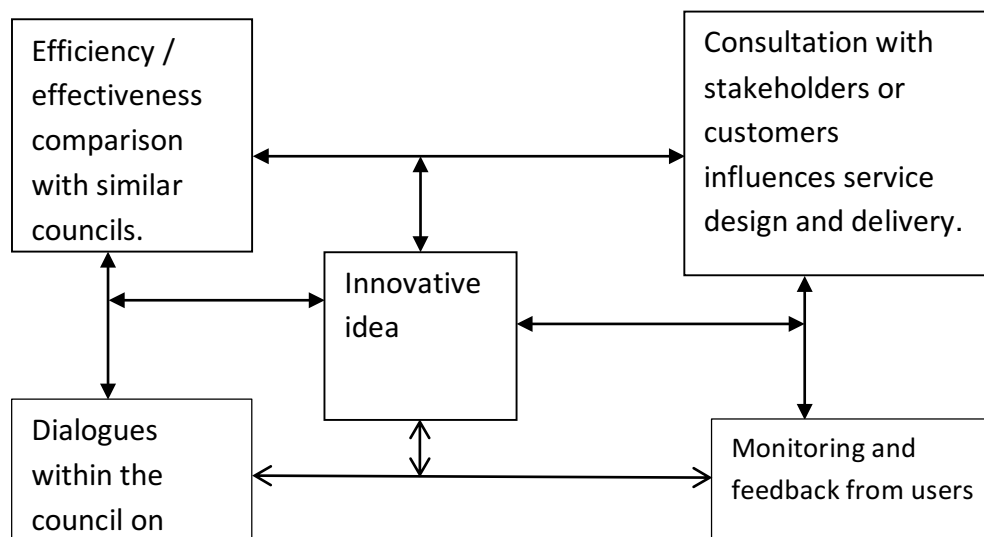 Efficiency /
effectiveness
comparison
with similar
councils.
Consultation with
stakeholders or
customers
influences service
design and delivery.
Innovative
idea
Dialogues
within the
council on
Monitoring and
feedback from users